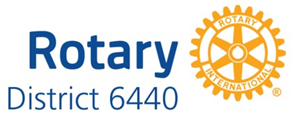 Rotary
District 6440
ROTARY
INTERNATIONAL
®